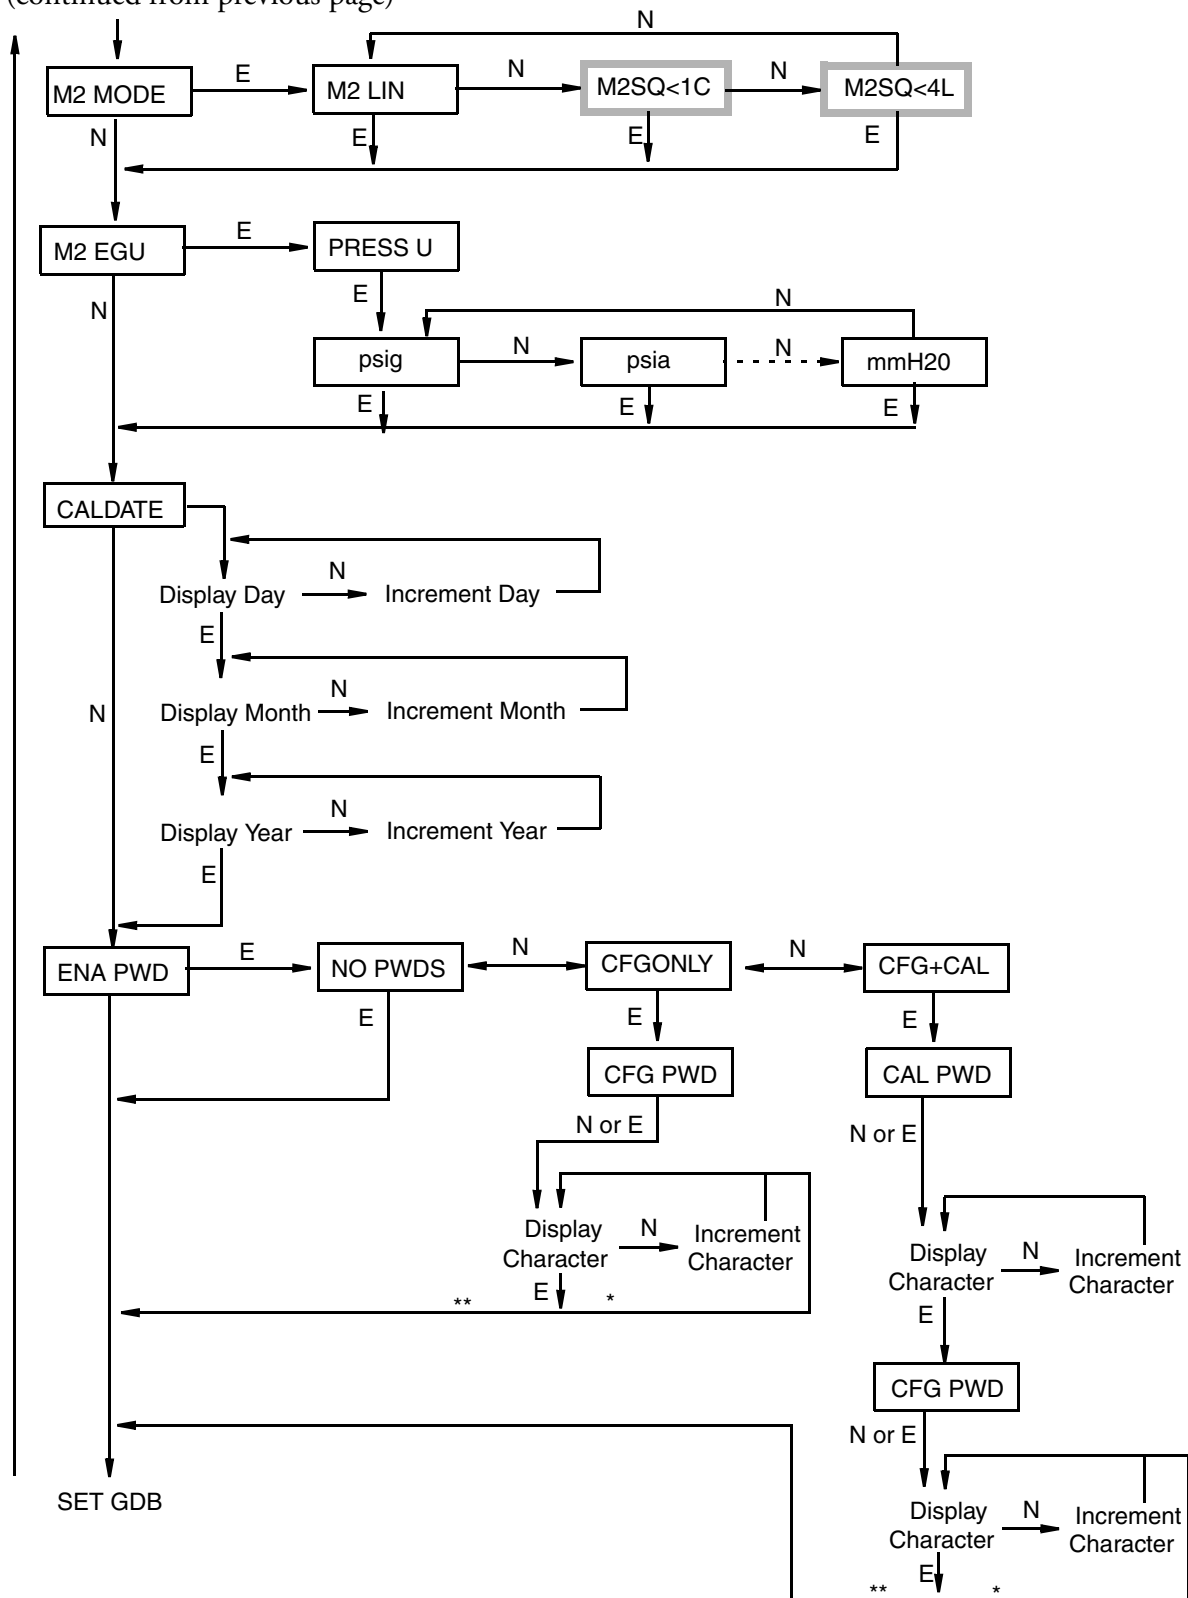 (continued from previous page)
N
M2 MODE
E
M2 LIN
N
M2SQ<1C
N
M2SQ<4L
N
E
E
E
M2 EGU
E
PRESS U
N
E
N
psig
N
psia
N
mmH20
E
E
E
CALDATE
Display Day
N
Increment Day
E
N
Display Month
N
Increment Month
E
Display Year
N
Increment Year
E
ENA PWD
E
NO PWDS
N
CFGONLY
N
CFG+CAL
E
E
E
CFG PWD
CAL PWD
N or E
N or E
Display
Character
N
Increment
Character
E
**
*
Display
Character
N
Increment
Character
E
CFG PWD
N or E
SET GDB
Display
Character
N
Increment
Character
E
**
*